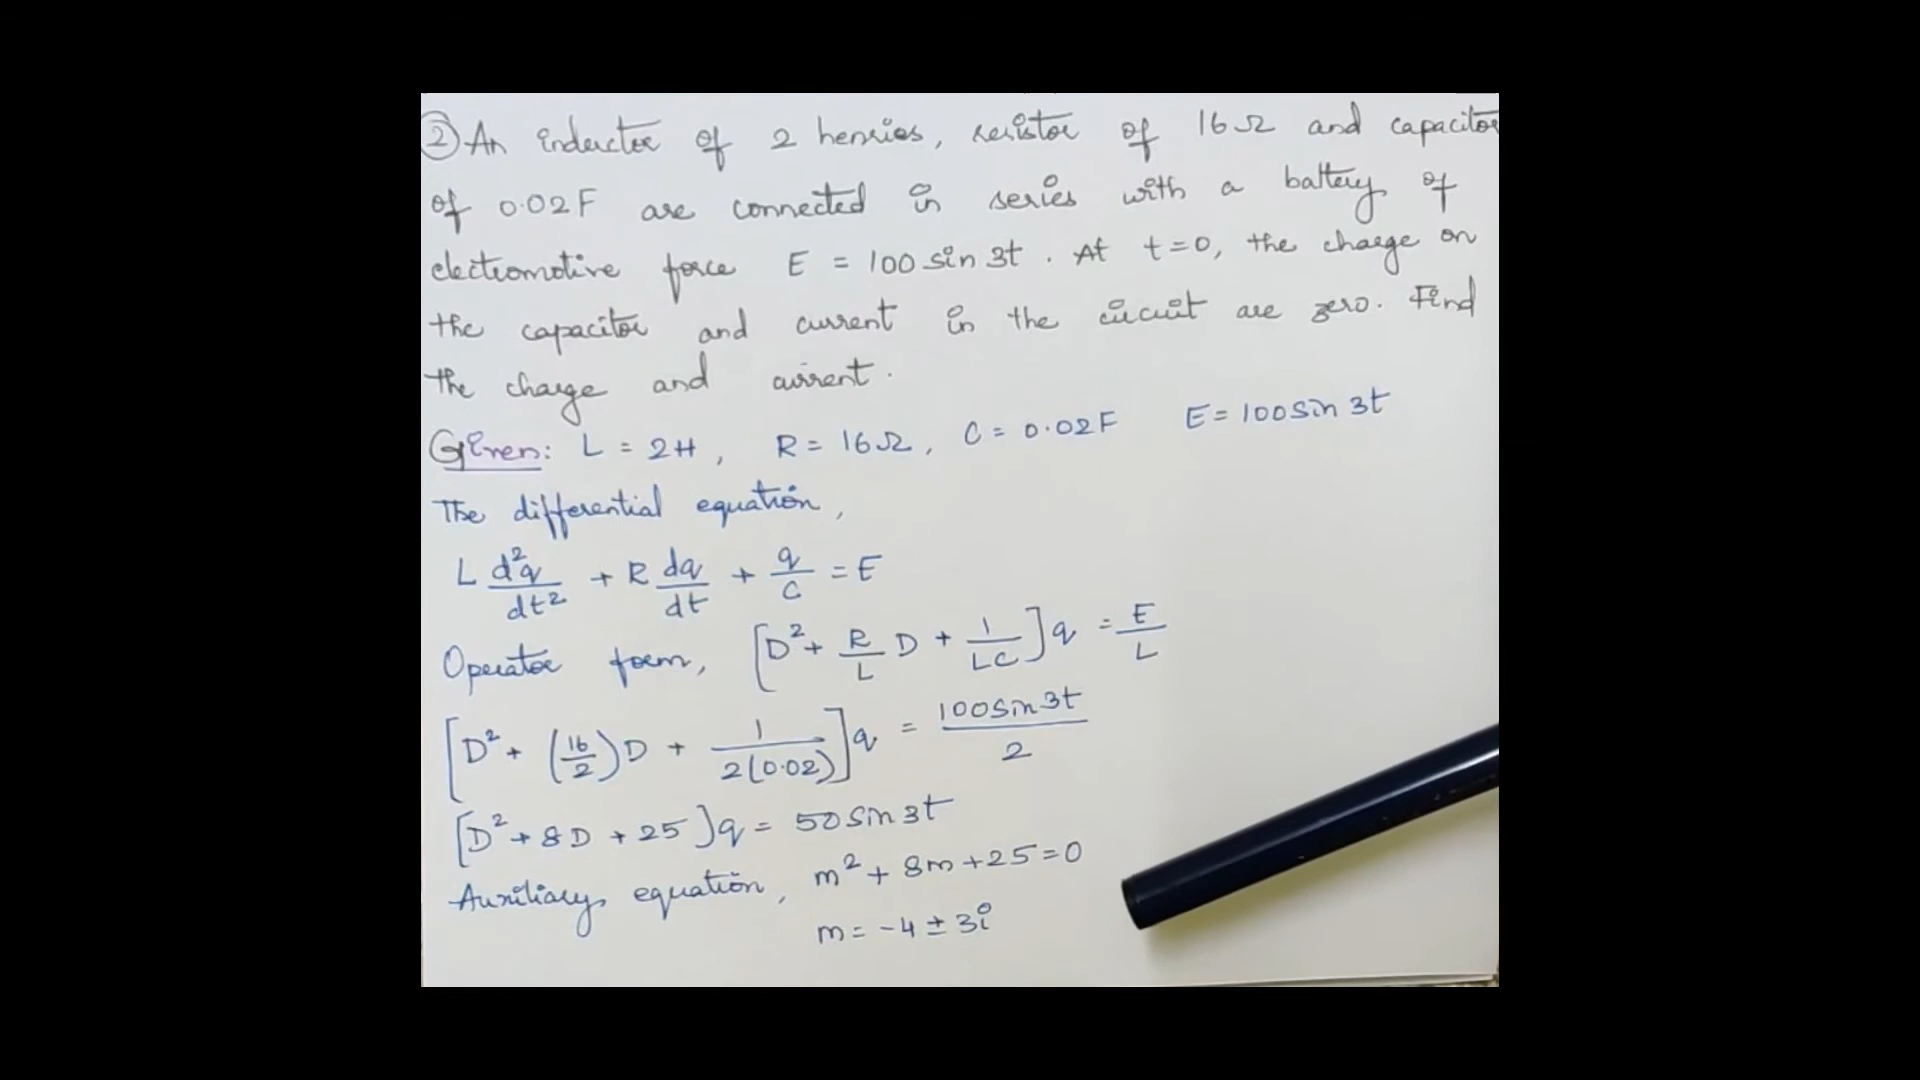 ② An inductor of 2 henries, resistor of 16Ω and capacitor
of 0.02F are connected in series with a battery of
electromotive force E = 100 sin 3t. At t=0, the charge on
the capacitor and current in the circuit are zero. Find
the charge and current.
Given: L = 2H, R = 16Ω, C = 0.02F E = 100 sin 3t
The differential equation,
L d²q/dt² + R dq/dt + q/C = E
Operator form, [D² + R/L D + 1/LC] q = E/L
[D² + (16/2) D + 1/2(0.02)] q = 100 sin 3t/2
[D² + 8D + 25] q = 50 sin 3t
Auxiliary equation, m² + 8m + 25 = 0
m = -4 ± 3i